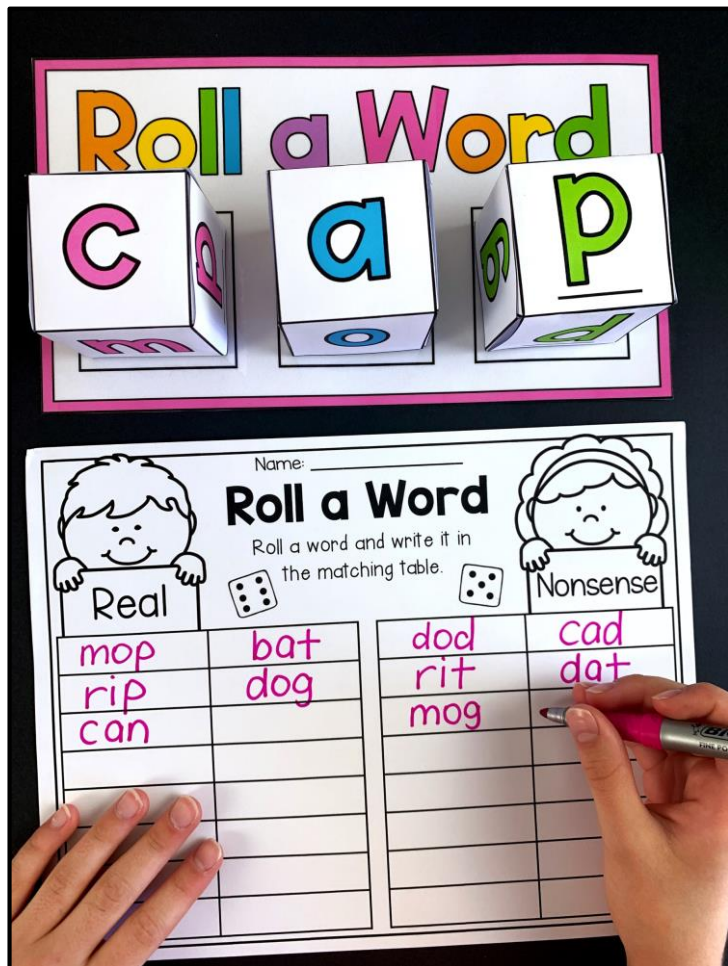 Roll a Word
c a p
d g
m o d
Name:
Roll a Word
Roll a word and write it in
the matching table.
Real Nonsense
mop bat dod cad
rip dog rit dat
can mog